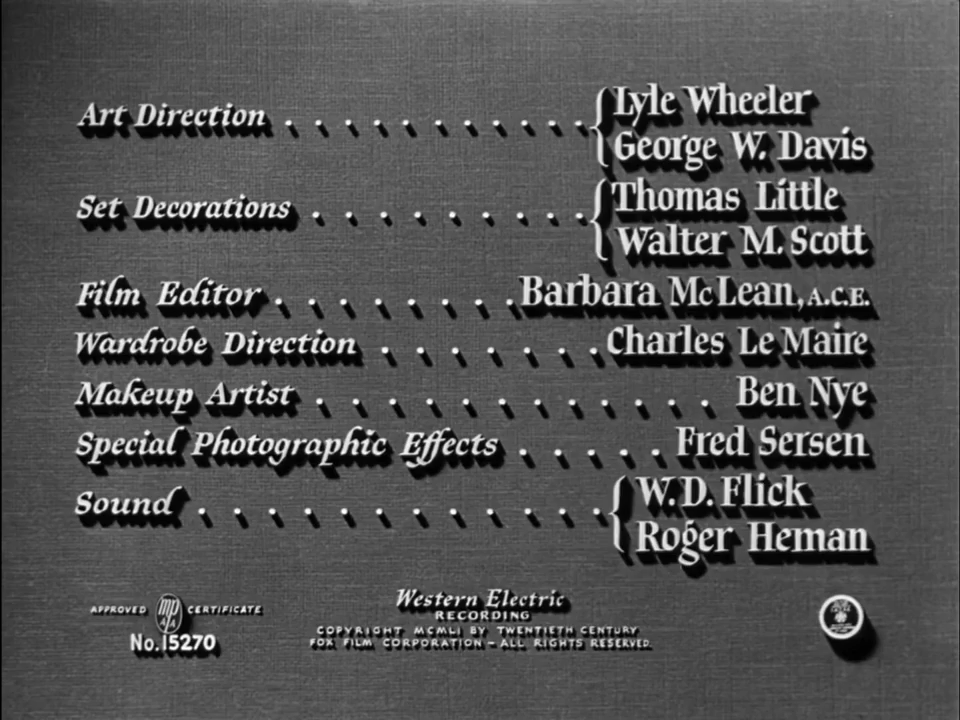 Art Direction . . . . . . . . . . . { Lyle Wheeler
George W. Davis
Set Decorations . . . . . . . . . . { Thomas Little
Walter M. Scott
Film Editor . . . . . . . . Barbara McLean, A.C.E.
Wardrobe Direction . . . . . . . Charles Le Maire
Makeup Artist . . . . . . . . . . . . Ben Nye
Special Photographic Effects . . . . . Fred Sersen
Sound . . . . . . . . . . . . { W. D. Flick
Roger Heman
APPROVED MPAA CERTIFICATE
No. 15270
Western Electric
RECORDING
COPYRIGHT MCMLI BY TWENTIETH CENTURY
FOX FILM CORPORATION – ALL RIGHTS RESERVED.